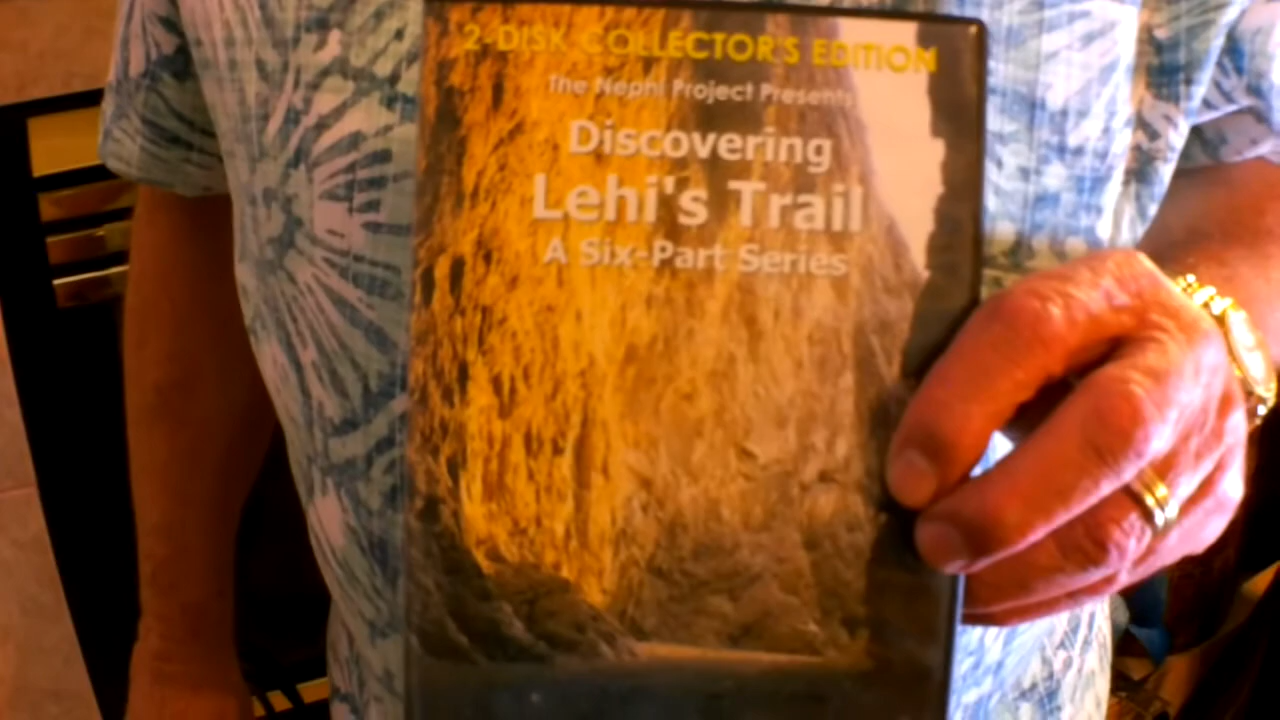 2-DISK COLLECTOR'S EDITION
The Nephi Project Presents
Discovering
Lehi's Trail
A Six-Part Series